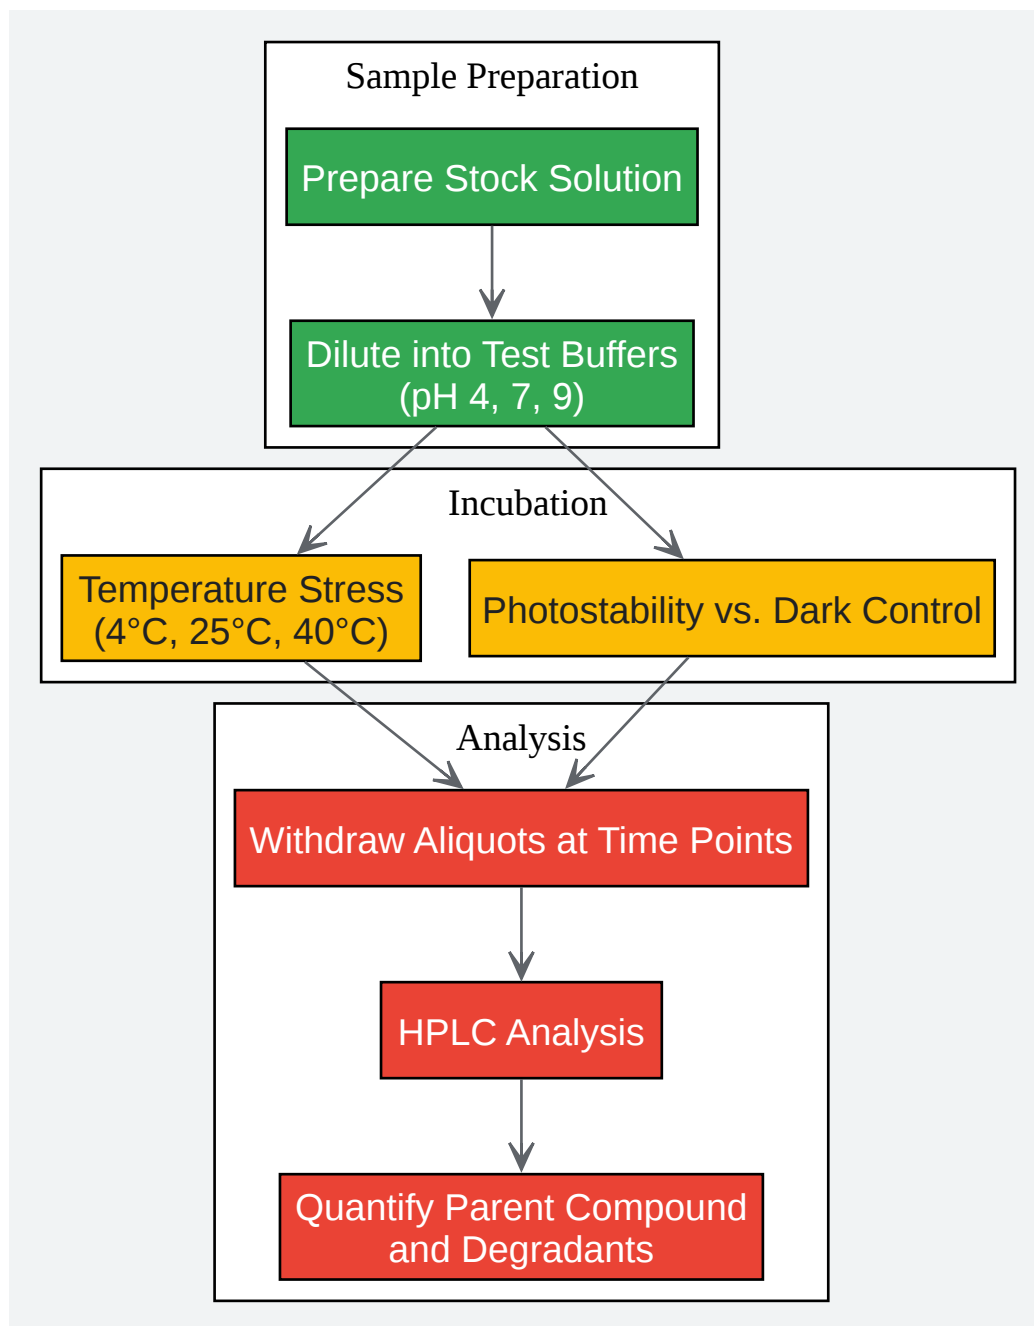 Sample Preparation
Prepare Stock Solution
Dilute into Test Buffers
(pH 4, 7, 9)
Incubation
Temperature Stress
(4°C, 25°C, 40°C)
Photostability vs. Dark Control
Analysis
Withdraw Aliquots at Time Points
HPLC Analysis
Quantify Parent Compound
and Degradants